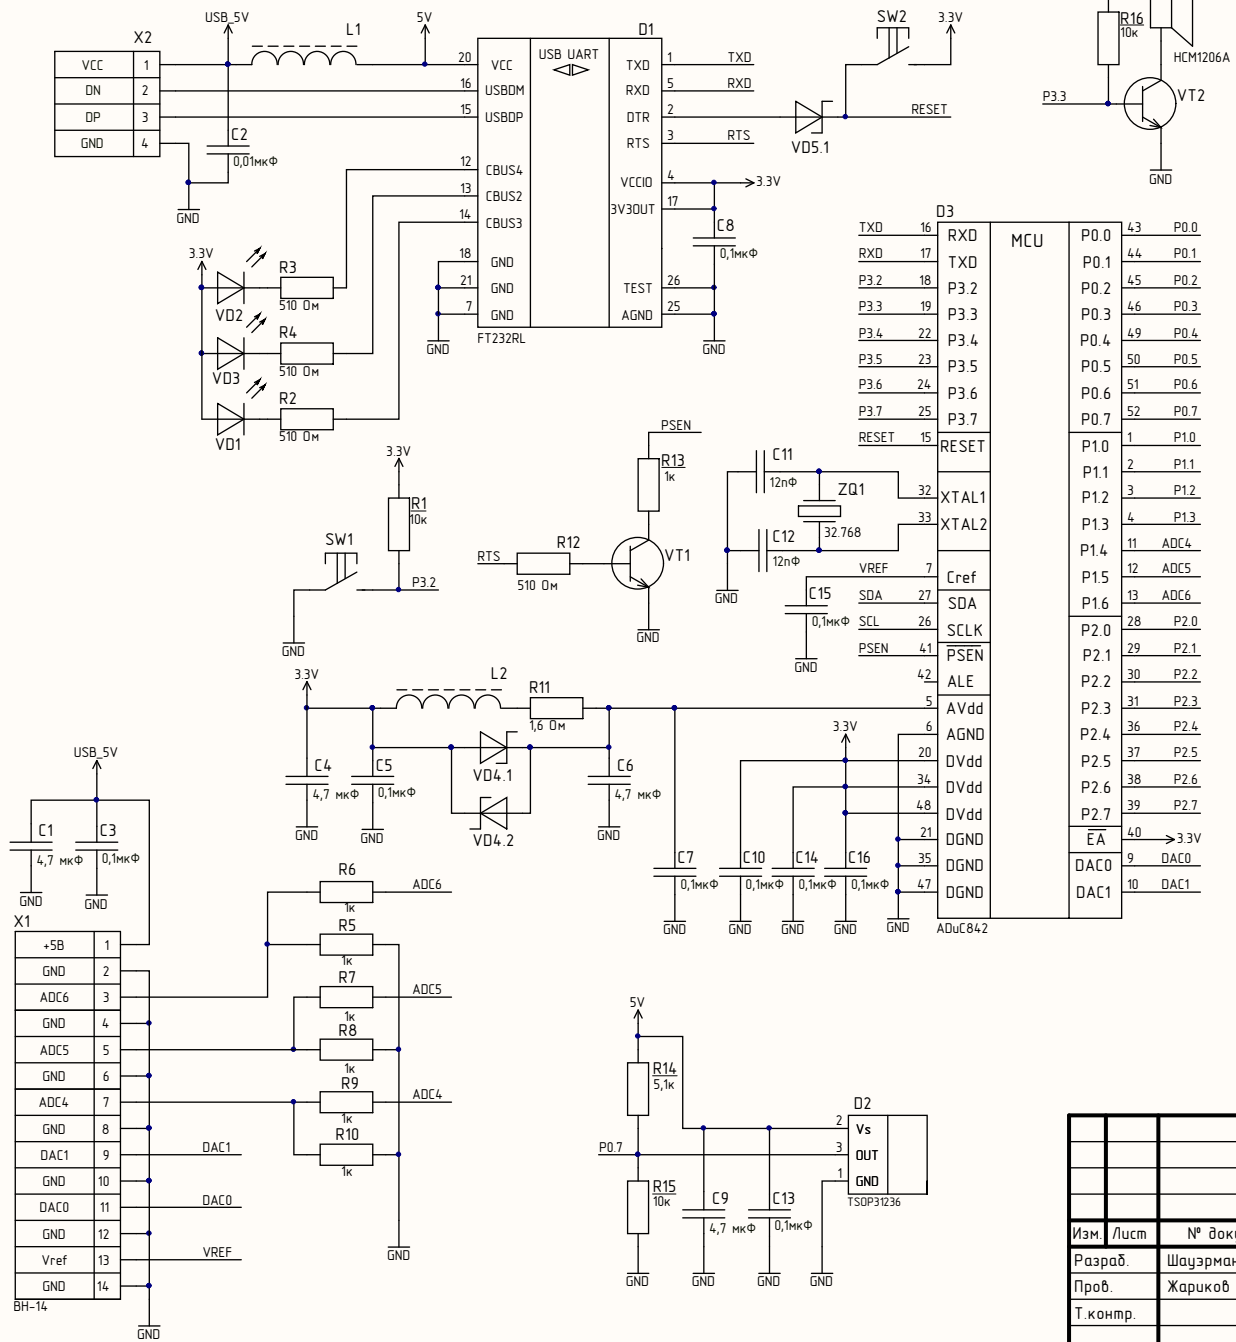 USB_5V
5V
L1
X2
VCC 1
DN 2
DP 3
GND 4
C2
0,01мкФ
GND
D1
USB UART
20 VCC
16 USBDM
15 USBDP
12 CBUS4
13 CBUS2
14 CBUS3
18 GND
21 GND
7 GND
TXD 1 TXD
RXD 5 RXD
DTR 2
RTS 3 RTS
VCCIO 4 3.3V
3V3OUT 17
TEST 26
AGND 25
FT232RL
GND
C8
0,1мкФ
GND
VD5.1
SW2
3.3V
RESET
R16
10к
HCM1206A
P3.3
VT2
GND
3.3V
VD2
R3
510 Ом
VD3
R4
510 Ом
VD1
R2
510 Ом
3.3V
R1
10к
SW1
P3.2
GND
PSEN
R13
1к
RTS
R12
510 Ом
VT1
GND
C11
12пФ
ZQ1
32.768
C12
12пФ
GND
VREF
C15
0,1мкФ
GND
D3
MCU
TXD 16 RXD
RXD 17 TXD
P3.2 18 P3.2
P3.3 19 P3.3
P3.4 22 P3.4
P3.5 23 P3.5
P3.6 24 P3.6
P3.7 25 P3.7
RESET 15 RESET
32 XTAL1
33 XTAL2
7 Cref
SDA 27 SDA
SCL 26 SCLK
PSEN 41 PSEN
42 ALE
5 AVdd
6 AGND
20 DVdd
34 DVdd
48 DVdd
21 DGND
35 DGND
47 DGND
P0.0 43 P0.0
P0.1 44 P0.1
P0.2 45 P0.2
P0.3 46 P0.3
P0.4 49 P0.4
P0.5 50 P0.5
P0.6 51 P0.6
P0.7 52 P0.7
P1.0 1 P1.0
P1.1 2 P1.1
P1.2 3 P1.2
P1.3 4 P1.3
P1.4 11 ADC4
P1.5 12 ADC5
P1.6 13 ADC6
P2.0 28 P2.0
P2.1 29 P2.1
P2.2 30 P2.2
P2.3 31 P2.3
P2.4 36 P2.4
P2.5 37 P2.5
P2.6 38 P2.6
P2.7 39 P2.7
EA 40 3.3V
DAC0 9 DAC0
DAC1 10 DAC1
ADuC842
3.3V
L2
R11
1,6 Ом
VD4.1
VD4.2
C4
4,7 мкФ
GND
C5
0,1мкФ
GND
C6
4,7 мкФ
GND
3.3V
C7
0,1мкФ
GND
C10
0,1мкФ
GND
C14
0,1мкФ
GND
C16
0,1мкФ
GND
GND
USB_5V
C1
4,7 мкФ
GND
C3
0,1мкФ
GND
X1
+5В 1
GND 2
ADC6 3
GND 4
ADC5 5
GND 6
ADC4 7
GND 8
DAC1 9 DAC1
GND 10
DAC0 11 DAC0
GND 12
Vref 13 VREF
GND 14
BH-14
GND
R6
1к
ADC6
R5
1к
R7
1к
ADC5
R8
1к
R9
1к
ADC4
R10
1к
GND
5V
R14
5,1к
P0.7
R15
10к
GND
C9
4,7 мкФ
GND
C13
0,1мкФ
GND
D2
2 Vs
3 OUT
1 GND
TSOP31236
GND
Изм. Лист № док
Разраб. Шауэрман
Пров. Жариков
Т.контр.